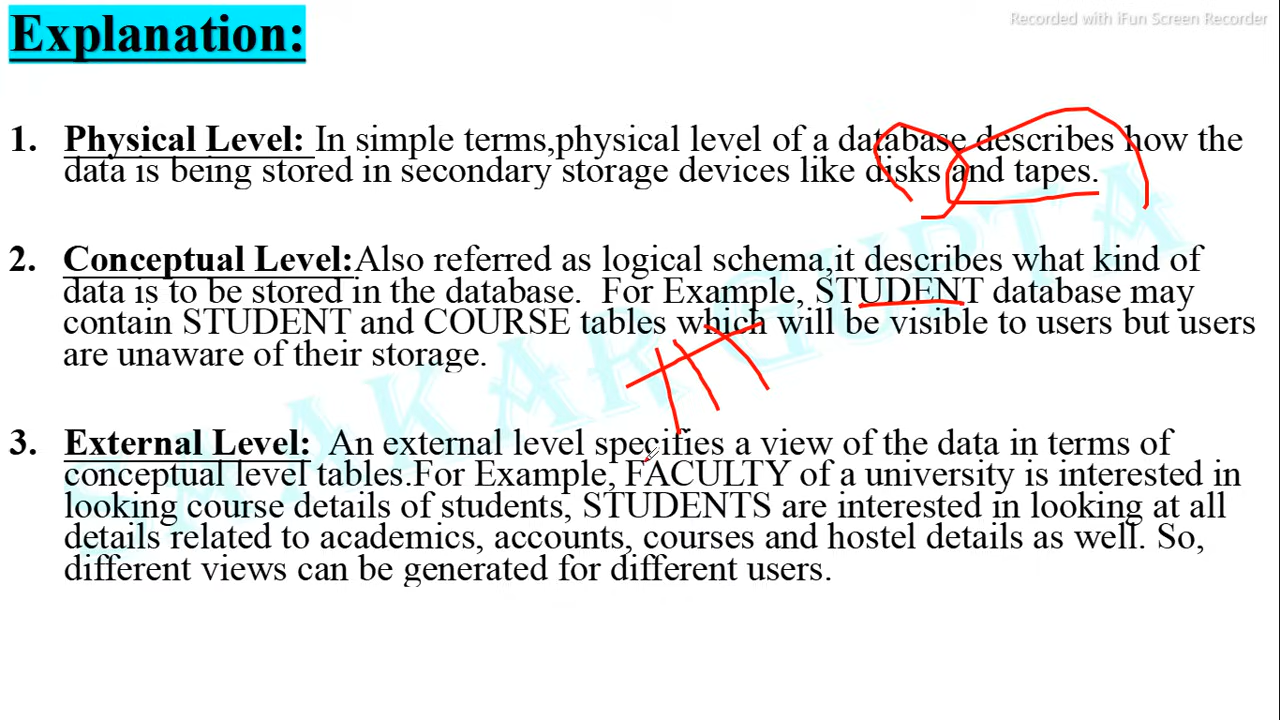 Explanation:
Recorded with iFun Screen Recorder
1. Physical Level: In simple terms,physical level of a database describes how the
data is being stored in secondary storage devices like disks and tapes.
2. Conceptual Level:Also referred as logical schema,it describes what kind of
data is to be stored in the database. For Example, STUDENT database may
contain STUDENT and COURSE tables which will be visible to users but users
are unaware of their storage.
3. External Level: An external level specifies a view of the data in terms of
conceptual level tables.For Example, FACULTY of a university is interested in
looking course details of students, STUDENTS are interested in looking at all
details related to academics, accounts, courses and hostel details as well. So,
different views can be generated for different users.